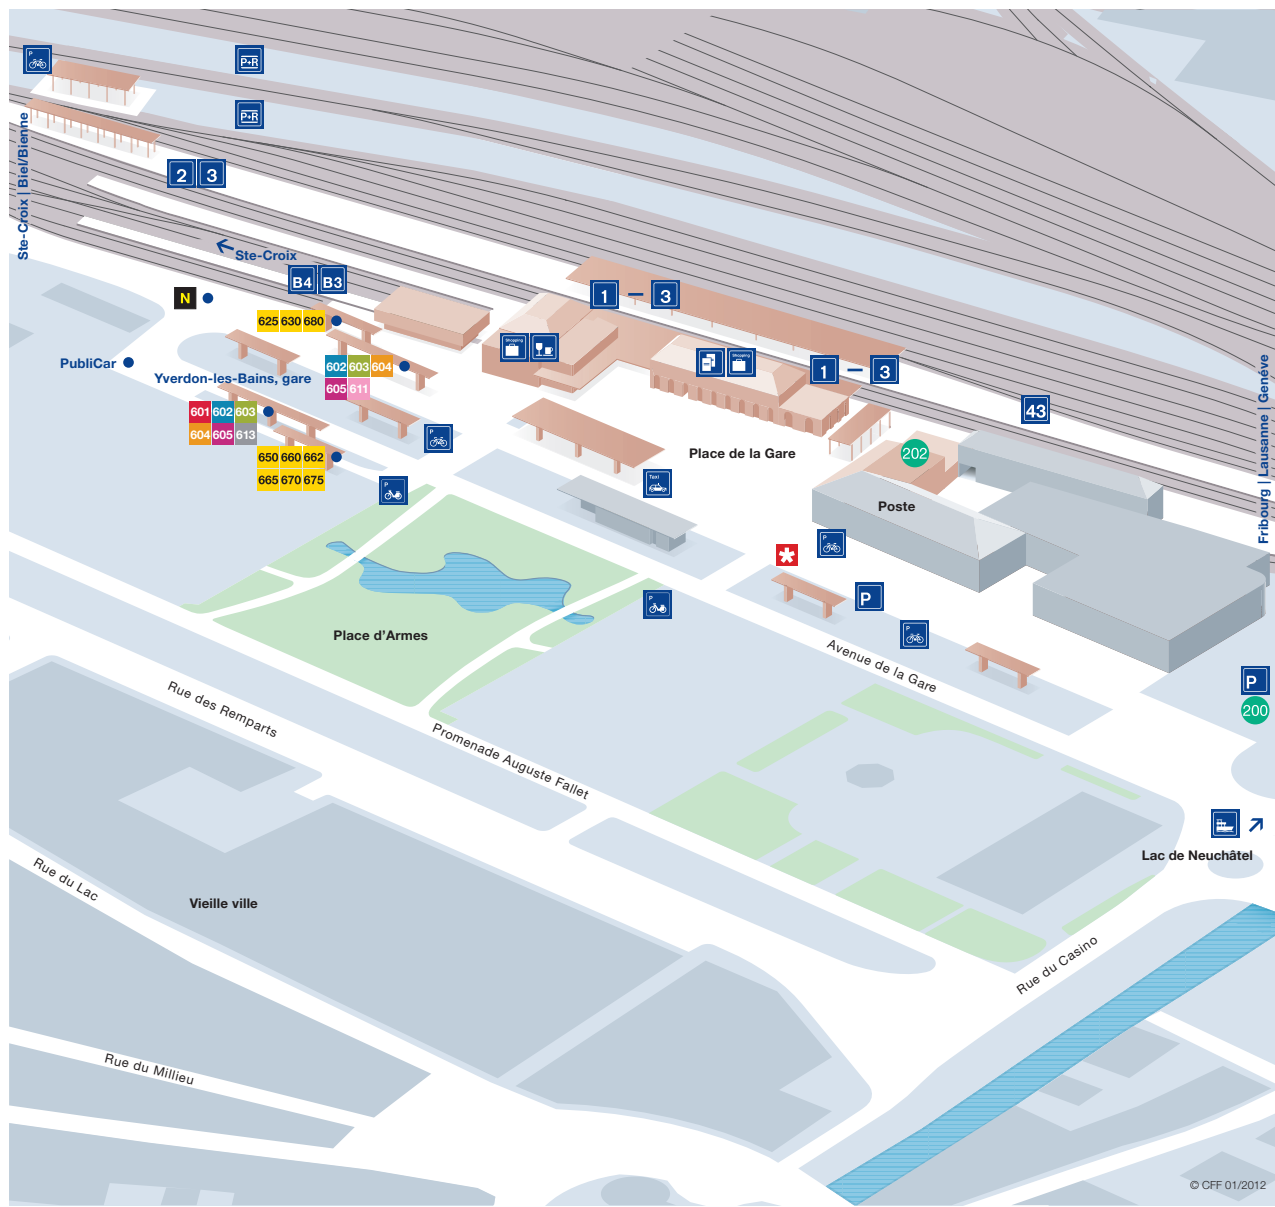 P
P+R
P+R
Ste-Croix | Biel/Bienne
2 3
Ste-Croix
B4 B3
N
625 630 680
1 – 3
PubliCar
Yverdon-les-Bains, gare
602 603 604
605 611
Shopping
Shopping
1 – 3
601 602 603
604 605 613
650 660 662
665 670 675
P
P
43
Fribourg | Lausanne | Genève
Place de la Gare
202
Taxi
Poste
P
*
P
P
P
Place d’Armes
Avenue de la Gare
P
200
Rue des Remparts
Promenade Auguste Fallet
Lac de Neuchâtel
Rue du Lac
Vieille ville
Rue du Casino
Rue du Millieu
© CFF 01/2012